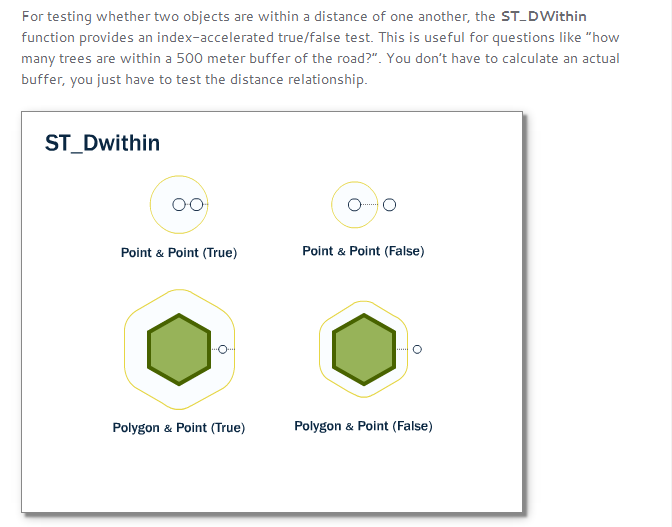 For testing whether two objects are within a distance of one another, the ST_DWithin
function provides an index-accelerated true/false test. This is useful for questions like “how
many trees are within a 500 meter buffer of the road?”. You don’t have to calculate an actual
buffer, you just have to test the distance relationship.
ST_Dwithin
Point & Point (True)
Point & Point (False)
Polygon & Point (True)
Polygon & Point (False)